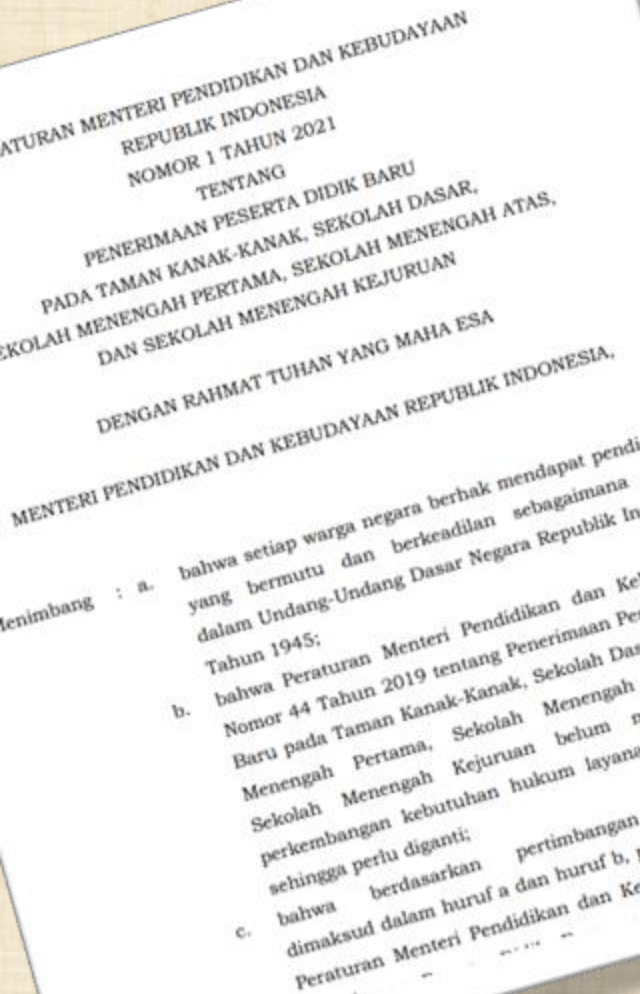 ATURAN MENTERI PENDIDIKAN DAN KEBUDAYAAN
REPUBLIK INDONESIA
NOMOR 1 TAHUN 2021
TENTANG
PENERIMAAN PESERTA DIDIK BARU
PADA TAMAN KANAK-KANAK, SEKOLAH DASAR,
EKOLAH MENENGAH PERTAMA, SEKOLAH MENENGAH ATAS,
DAN SEKOLAH MENENGAH KEJURUAN
DENGAN RAHMAT TUHAN YANG MAHA ESA
MENTERI PENDIDIKAN DAN KEBUDAYAAN REPUBLIK INDONESIA,
enimbang : a. bahwa setiap warga negara berhak mendapat pendi
yang bermutu dan berkeadilan sebagaimana
dalam Undang-Undang Dasar Negara Republik In
Tahun 1945;
b. bahwa Peraturan Menteri Pendidikan dan Ke
Nomor 44 Tahun 2019 tentang Penerimaan Pe
Baru pada Taman Kanak-Kanak, Sekolah Das
Menengah Pertama, Sekolah Menengah
Sekolah Menengah Kejuruan belum m
perkembangan kebutuhan hukum layana
sehingga perlu diganti;
c. bahwa berdasarkan pertimbangan
dimaksud dalam huruf a dan huruf b, p
Peraturan Menteri Pendidikan dan Ke